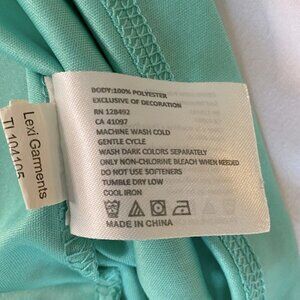 BODY:100% POLYESTER
EXCLUSIVE OF DECORATION
RN 128492
CA 41097
MACHINE WASH COLD
GENTLE CYCLE
WASH DARK COLORS SEPARATELY
ONLY NON-CHLORINE BLEACH WHEN NEEDED
DO NOT USE SOFTENERS
TUMBLE DRY LOW
COOL IRON
MADE IN CHINA
Lexi Garments
TL104105